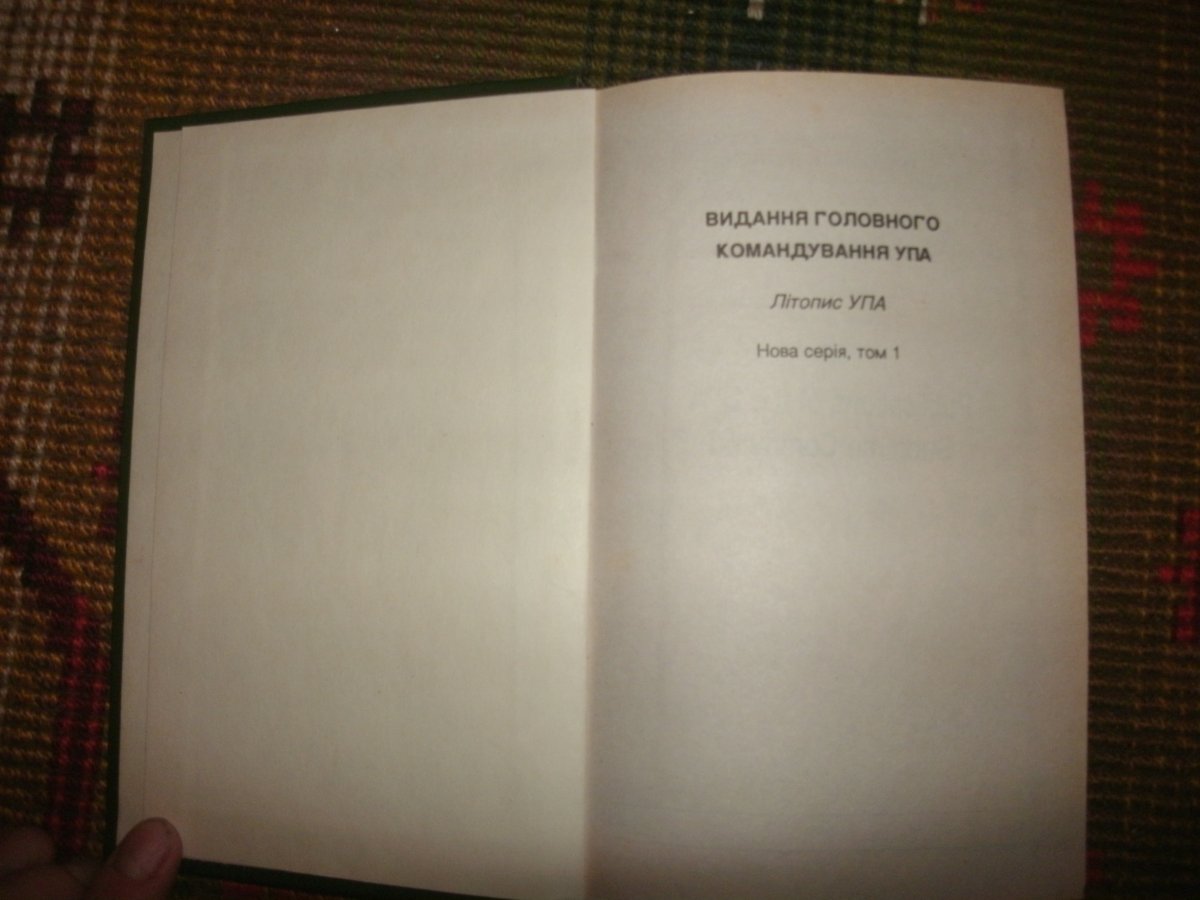 ВИДАННЯ ГОЛОВНОГО
КОМАНДУВАННЯ УПА
Літопис УПА
Нова серія, том 1